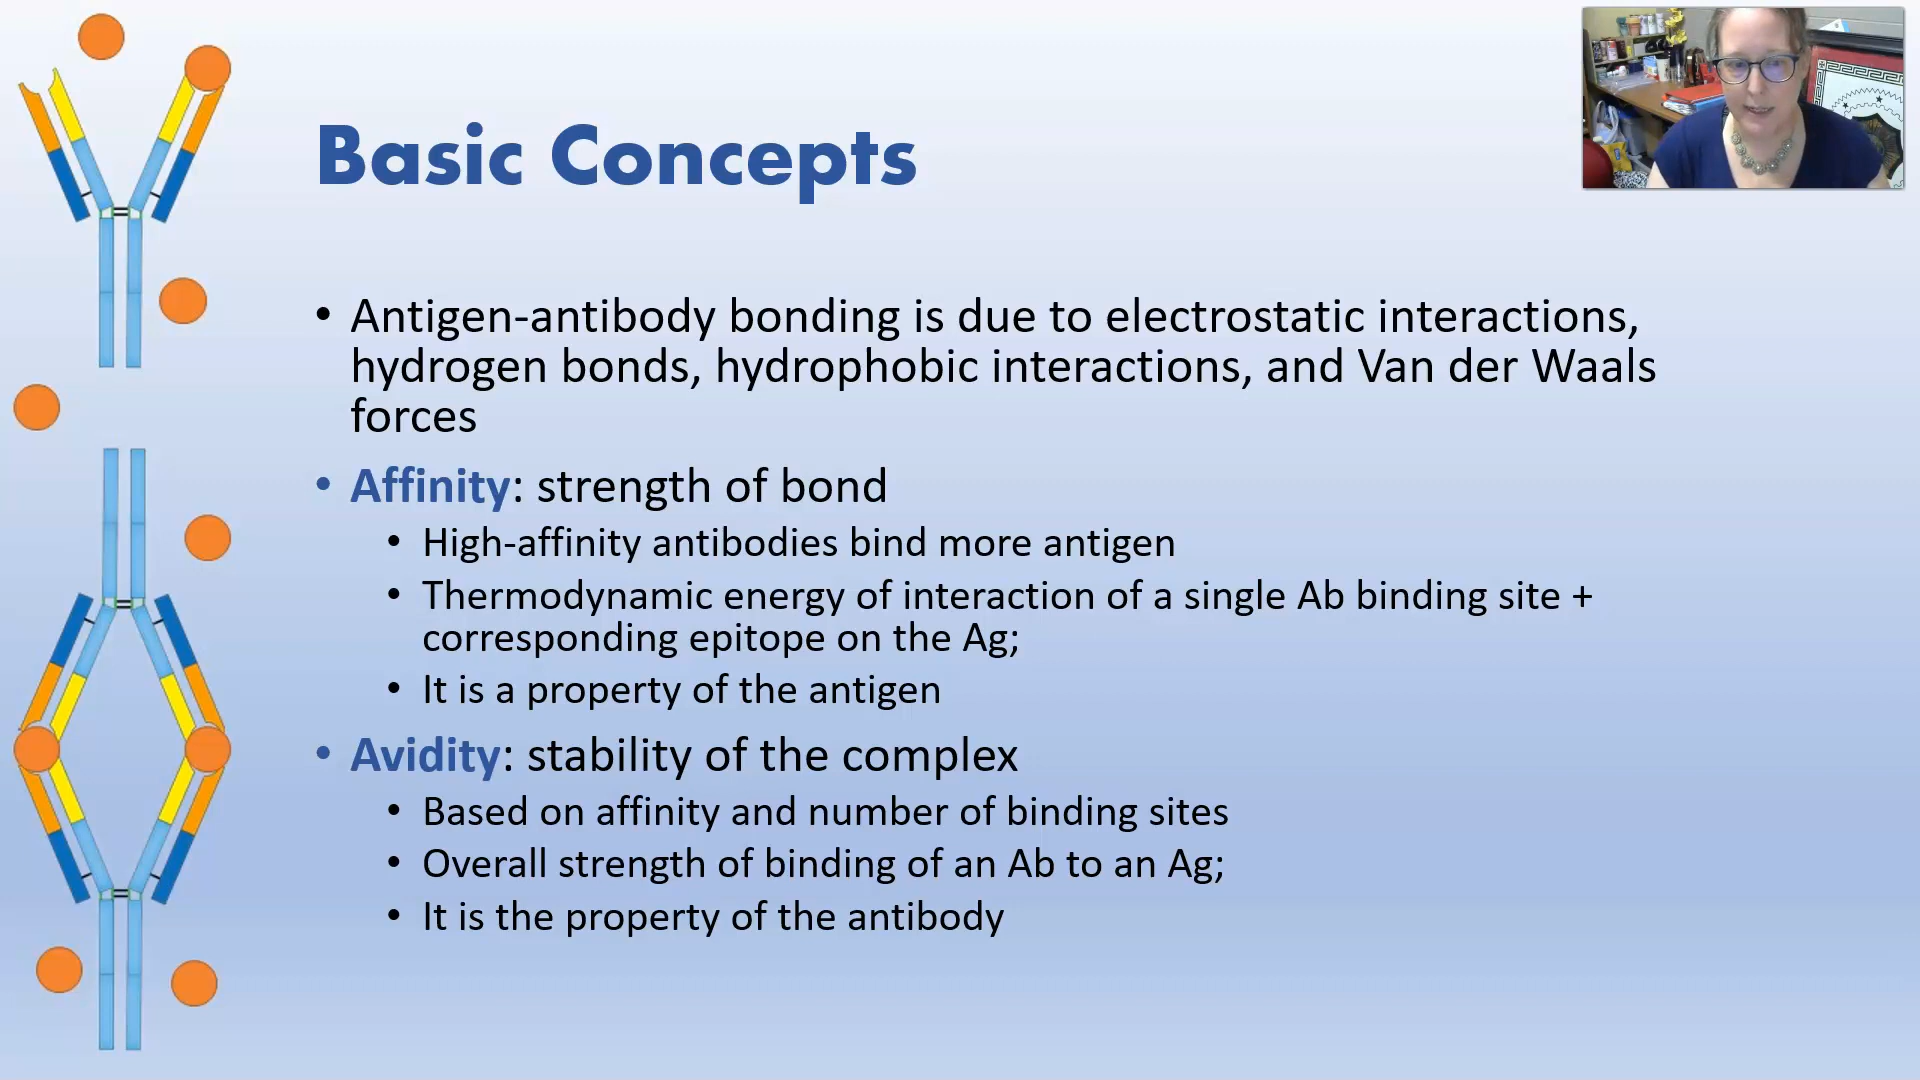 Basic Concepts
• Antigen-antibody bonding is due to electrostatic interactions,
hydrogen bonds, hydrophobic interactions, and Van der Waals
forces
• Affinity: strength of bond
• High-affinity antibodies bind more antigen
• Thermodynamic energy of interaction of a single Ab binding site +
corresponding epitope on the Ag;
• It is a property of the antigen
• Avidity: stability of the complex
• Based on affinity and number of binding sites
• Overall strength of binding of an Ab to an Ag;
• It is the property of the antibody